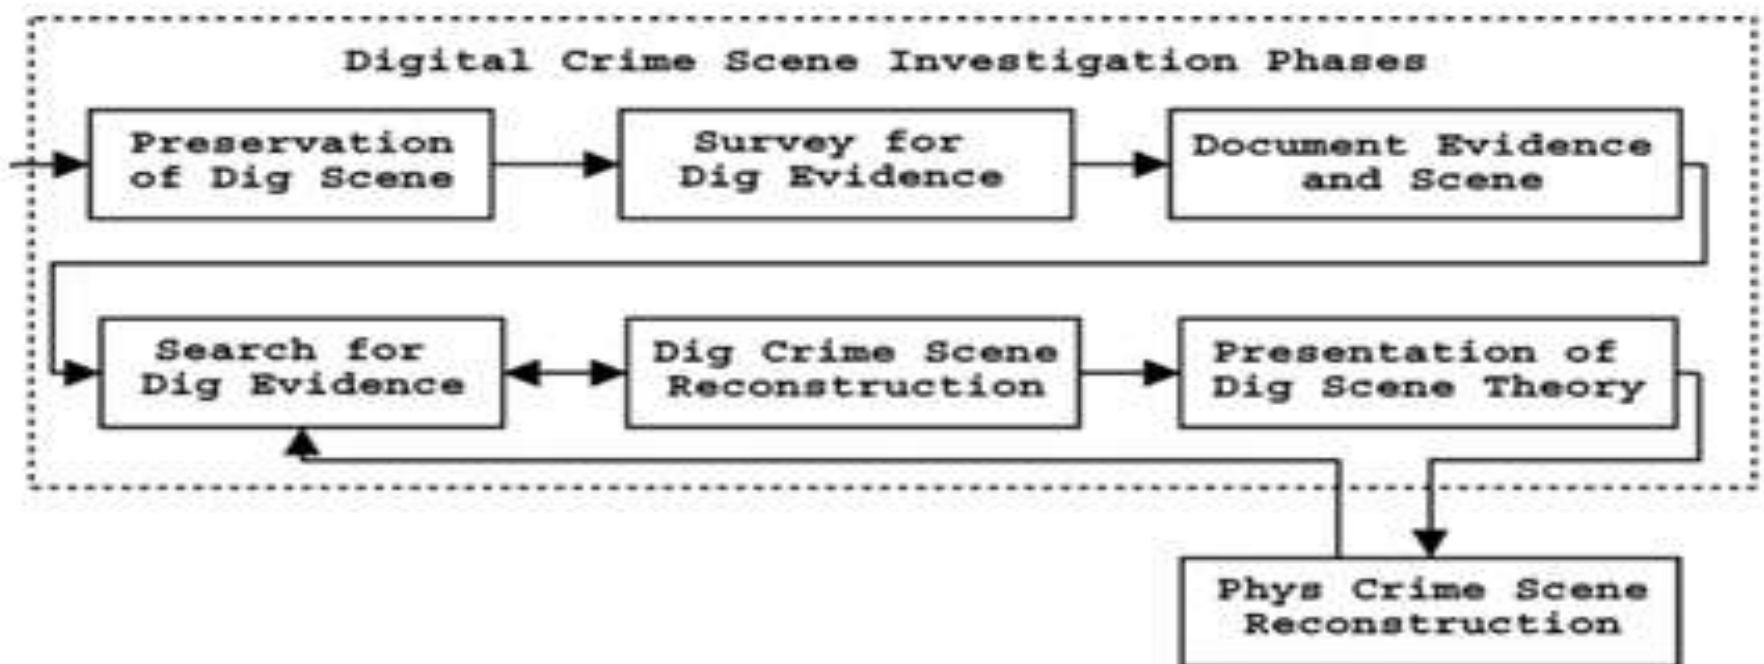 Digital Crime Scene Investigation Phases
Preservation
of Dig Scene
Survey for
Dig Evidence
Document Evidence
and Scene
Search for
Dig Evidence
Dig Crime Scene
Reconstruction
Presentation of
Dig Scene Theory
Phys Crime Scene
Reconstruction